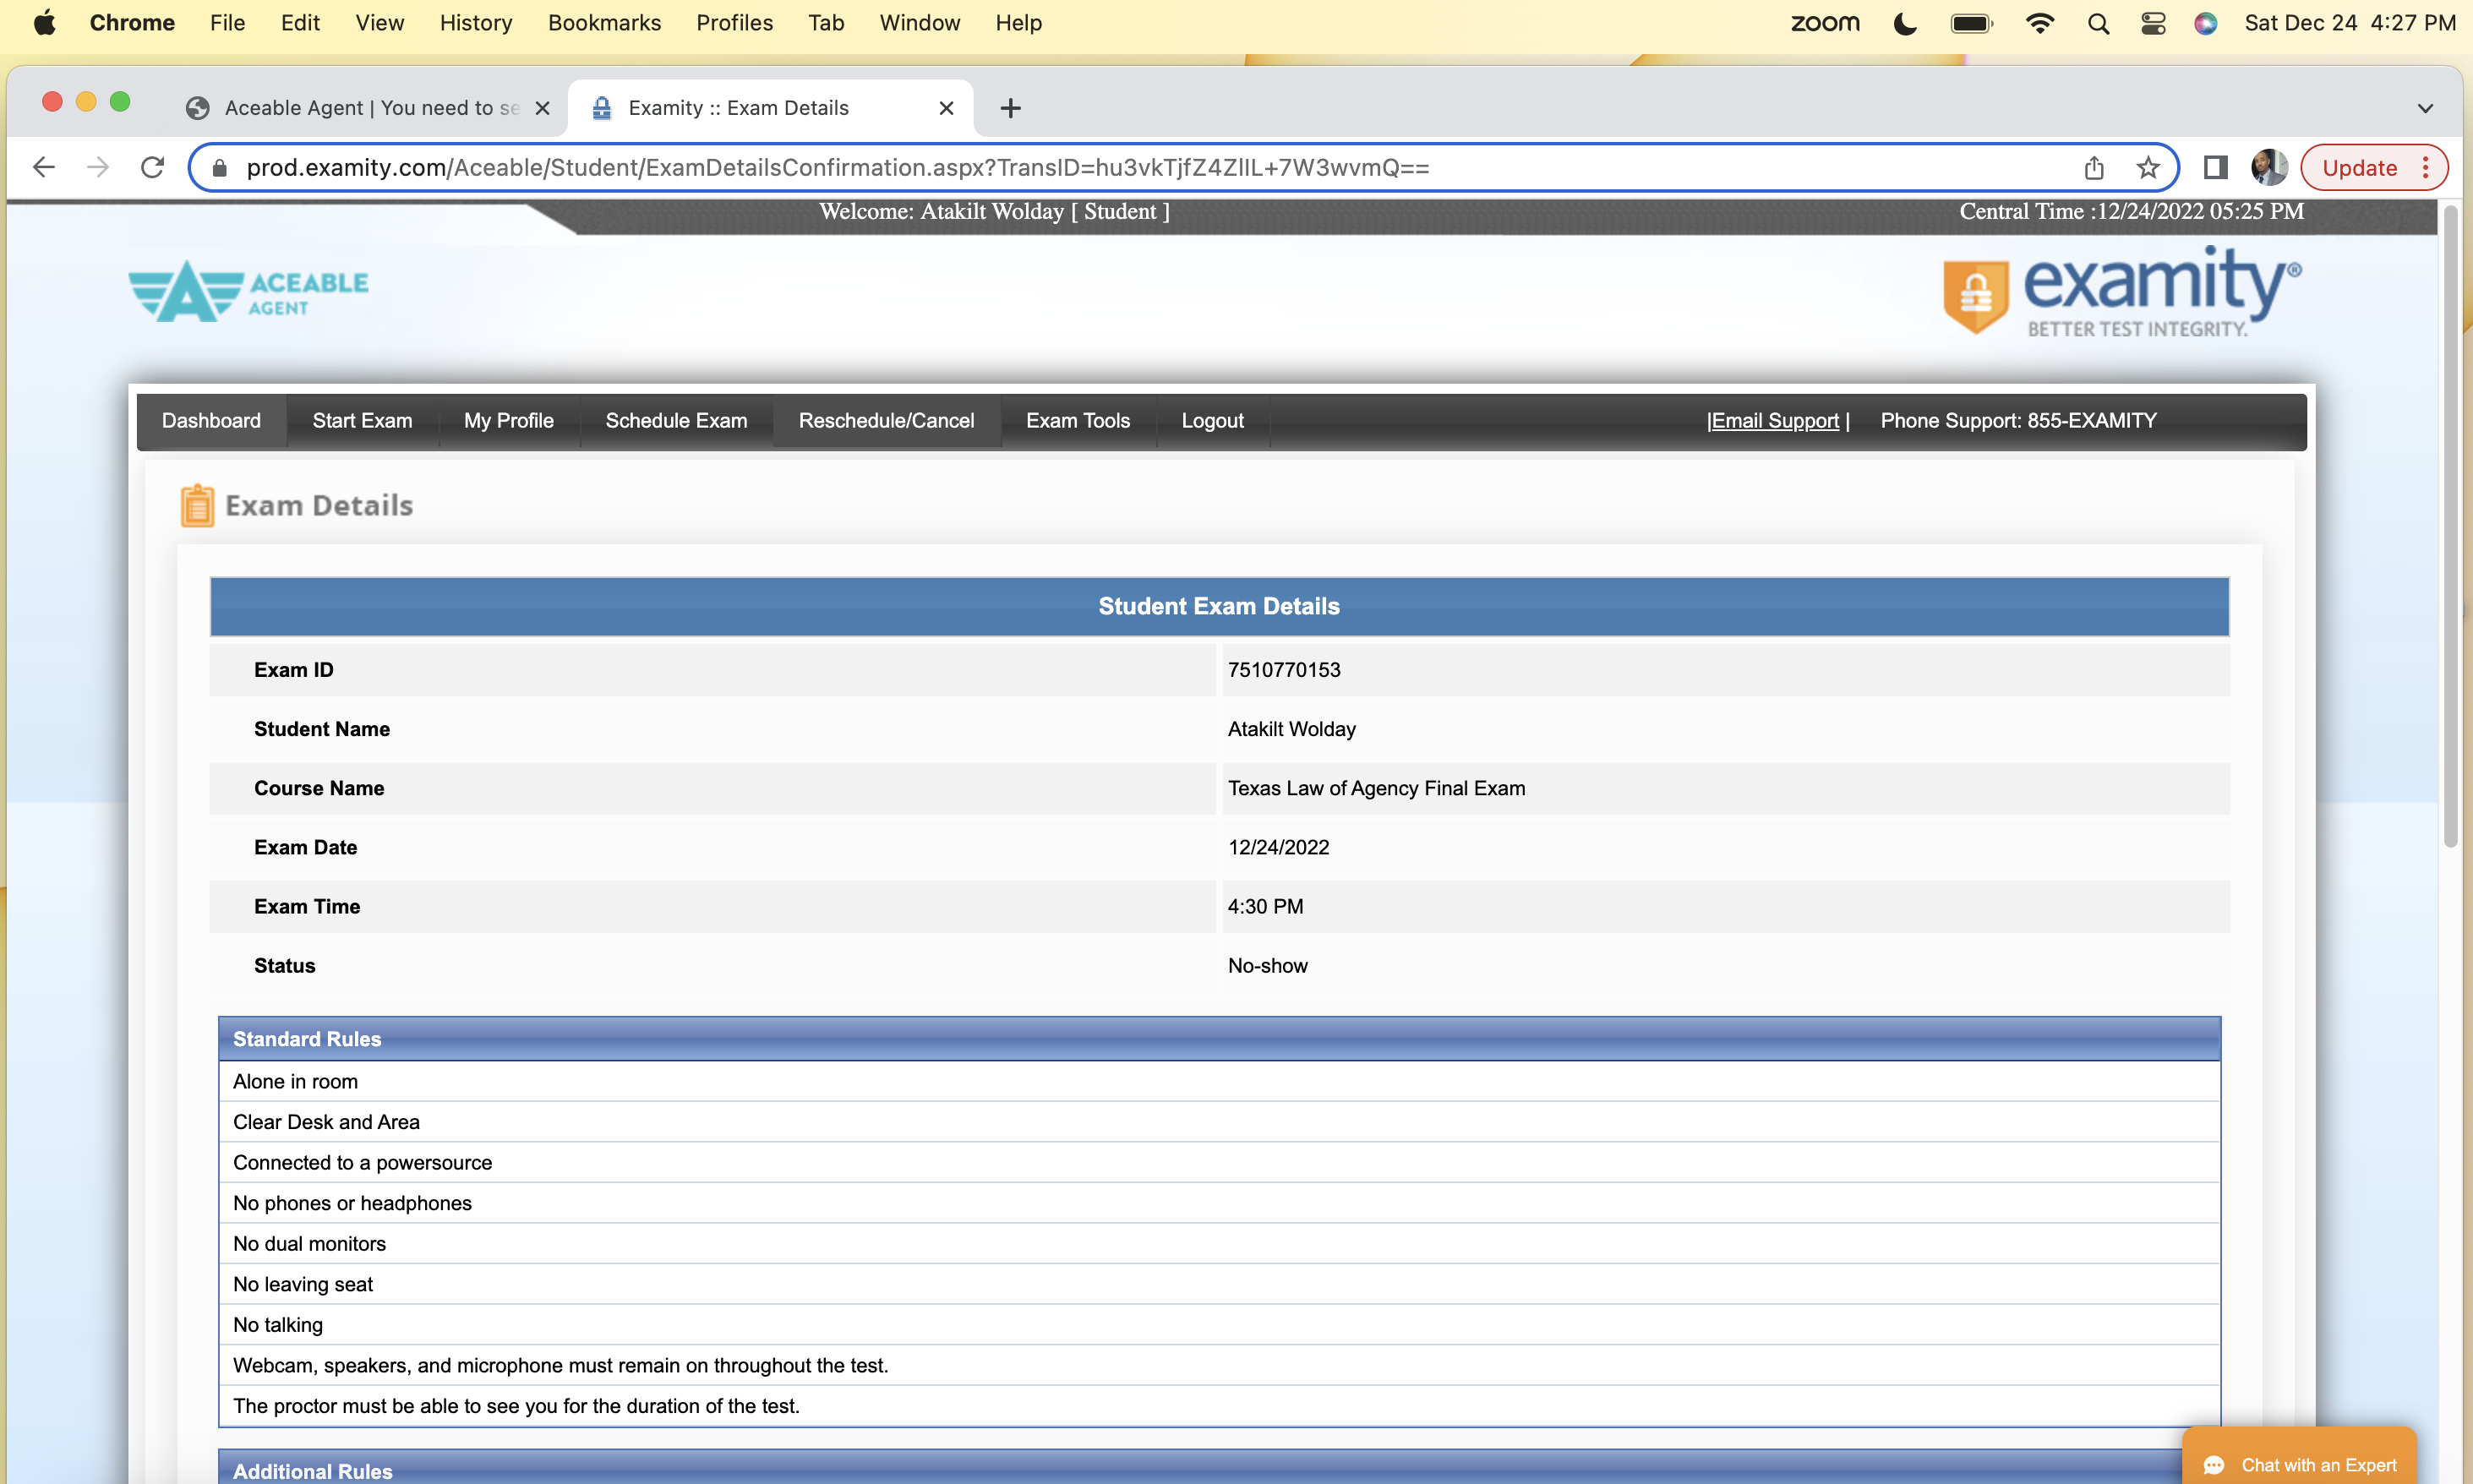 Chrome File Edit View History Bookmarks Profiles Tab Window Help zoom Sat Dec 24 4:27 PM
Aceable Agent | You need to se Examity :: Exam Details
prod.examity.com/Aceable/Student/ExamDetailsConfirmation.aspx?TransID=hu3vkTjfZ4ZlIL+7W3wvmQ== Update
Welcome: Atakilt Wolday [ Student ] Central Time :12/24/2022 05:25 PM
ACEABLE
AGENT
examity®
BETTER TEST INTEGRITY.
Dashboard Start Exam My Profile Schedule Exam Reschedule/Cancel Exam Tools Logout |Email Support | Phone Support: 855-EXAMITY
Exam Details
Student Exam Details
Exam ID 7510770153
Student Name Atakilt Wolday
Course Name Texas Law of Agency Final Exam
Exam Date 12/24/2022
Exam Time 4:30 PM
Status No-show
Standard Rules
Alone in room
Clear Desk and Area
Connected to a powersource
No phones or headphones
No dual monitors
No leaving seat
No talking
Webcam, speakers, and microphone must remain on throughout the test.
The proctor must be able to see you for the duration of the test.
Additional Rules
Chat with an Expert